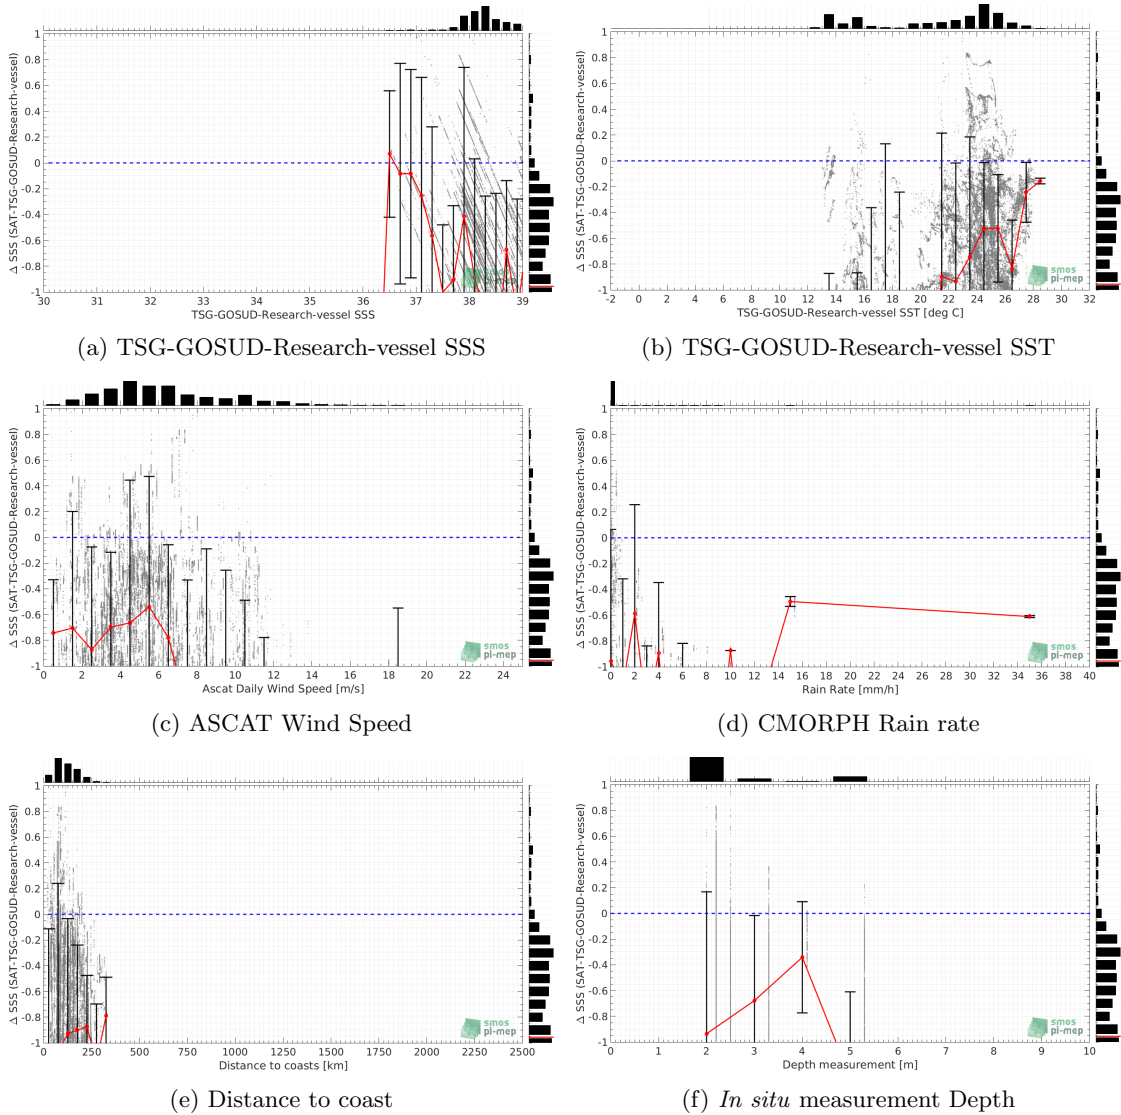 Δ SSS (SAT-TSG-GOSUD-Research-vessel)
1
0.8
0.6
0.4
0.2
0
-0.2
-0.4
-0.6
-0.8
-1
30 31 32 33 34 35 36 37 38 39
TSG-GOSUD-Research-vessel SSS
smos
pi-mep
(a) TSG-GOSUD-Research-vessel SSS
Δ SSS (SAT-TSG-GOSUD-Research-vessel)
1
0.8
0.6
0.4
0.2
0
-0.2
-0.4
-0.6
-0.8
-1
-2 0 2 4 6 8 10 12 14 16 18 20 22 24 26 28 30 32
TSG-GOSUD-Research-vessel SST [deg C]
smos
pi-mep
(b) TSG-GOSUD-Research-vessel SST
Δ SSS (SAT-TSG-GOSUD-Research-vessel)
1
0.8
0.6
0.4
0.2
0
-0.2
-0.4
-0.6
-0.8
-1
0 2 4 6 8 10 12 14 16 18 20 22 24
Ascat Daily Wind Speed [m/s]
smos
pi-mep
(c) ASCAT Wind Speed
Δ SSS (SAT-TSG-GOSUD-Research-vessel)
1
0.8
0.6
0.4
0.2
0
-0.2
-0.4
-0.6
-0.8
-1
0 2 4 6 8 10 12 14 16 18 20 22 24 26 28 30 32 34 36 38 40
Rain Rate [mm/h]
smos
pi-mep
(d) CMORPH Rain rate
Δ SSS (SAT-TSG-GOSUD-Research-vessel)
1
0.8
0.6
0.4
0.2
0
-0.2
-0.4
-0.6
-0.8
-1
0 250 500 750 1000 1250 1500 1750 2000 2250 2500
Distance to coasts [km]
smos
pi-mep
(e) Distance to coast
Δ SSS (SAT-TSG-GOSUD-Research-vessel)
1
0.8
0.6
0.4
0.2
0
-0.2
-0.4
-0.6
-0.8
-1
0 1 2 3 4 5 6 7 8 9 10
Depth measurement [m]
smos
pi-mep
(f) In situ measurement Depth